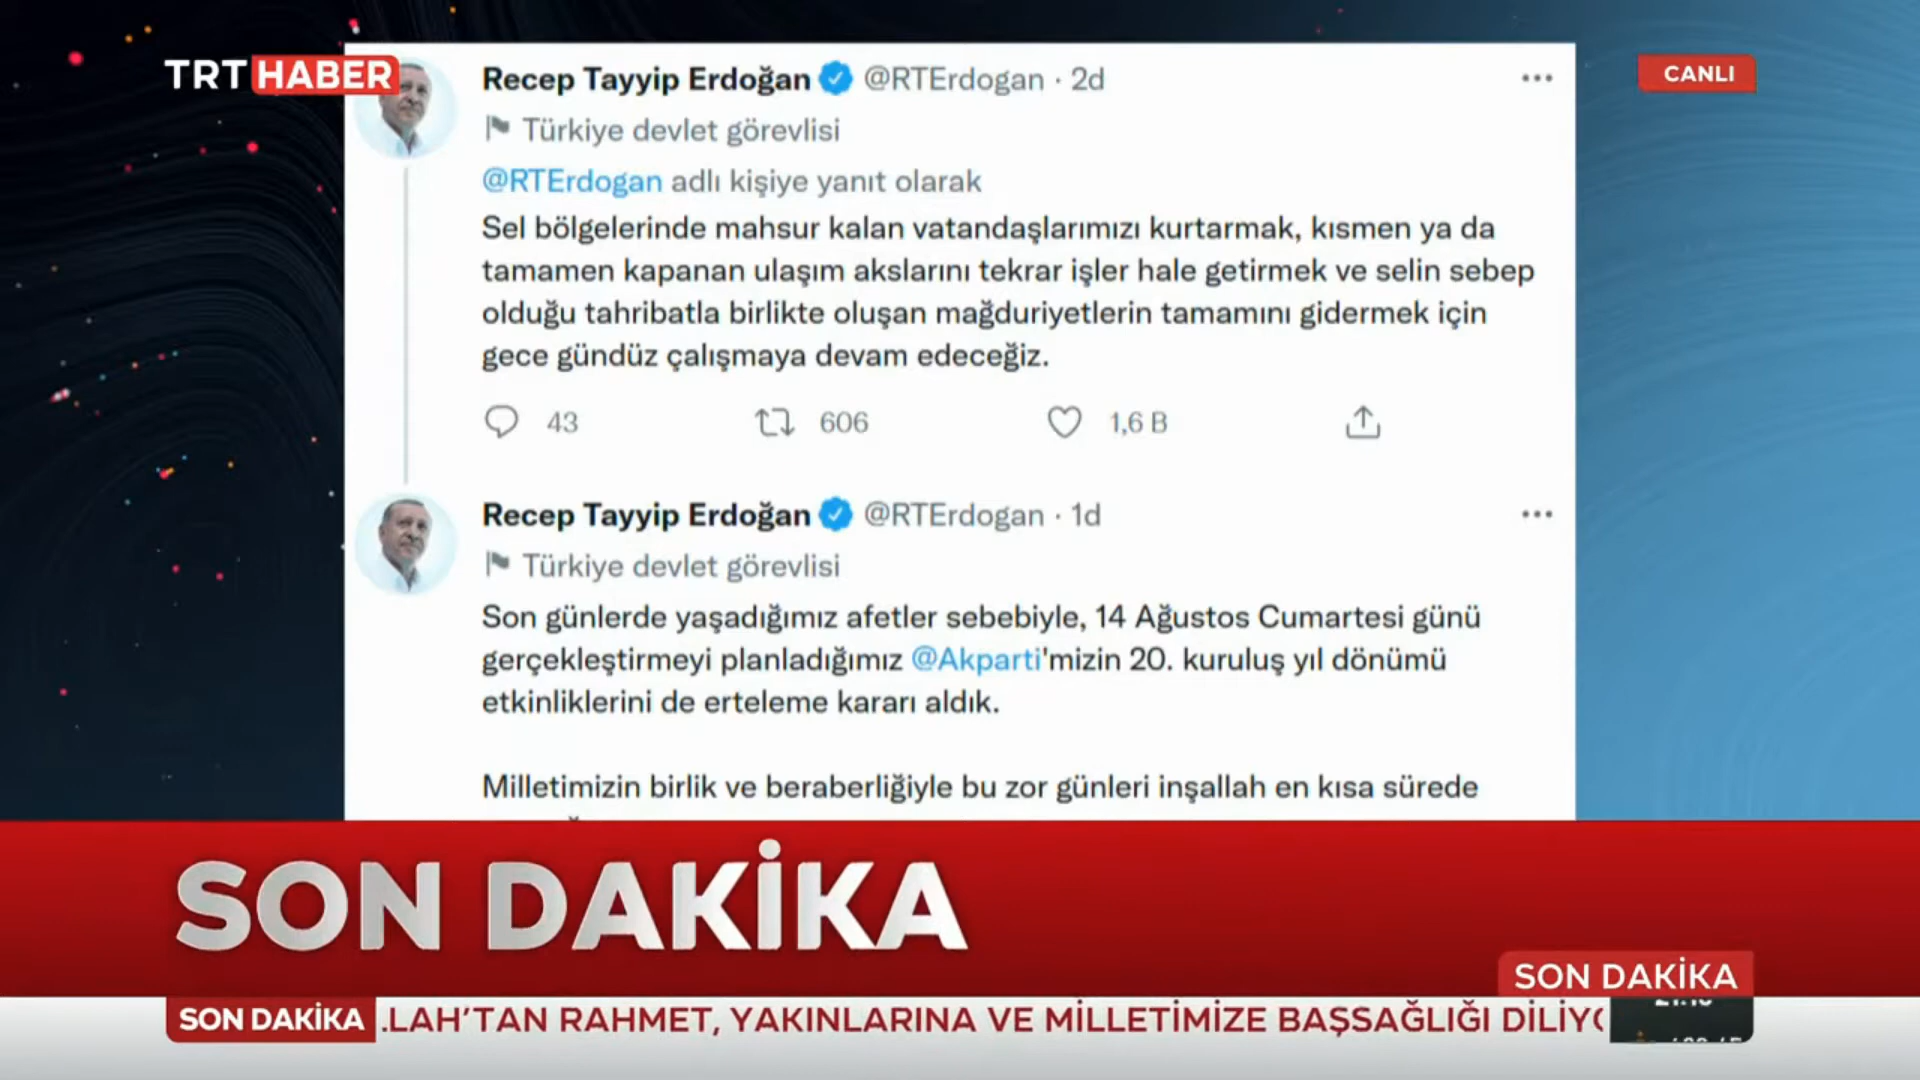 TRT HABER
CANLI
Recep Tayyip Erdoğan @RTErdogan · 2d
Türkiye devlet görevlisi
@RTErdogan adlı kişiye yanıt olarak
Sel bölgelerinde mahsur kalan vatandaşlarımızı kurtarmak, kısmen ya da
tamamen kapanan ulaşım akslarını tekrar işler hale getirmek ve selin sebep
olduğu tahribatla birlikte oluşan mağduriyetlerin tamamını gidermek için
gece gündüz çalışmaya devam edeceğiz.
43 606 1,6 B
Recep Tayyip Erdoğan @RTErdogan · 1d
Türkiye devlet görevlisi
Son günlerde yaşadığımız afetler sebebiyle, 14 Ağustos Cumartesi günü
gerçekleştirmeyi planladığımız @Akparti'mizin 20. kuruluş yıl dönümü
etkinliklerini de erteleme kararı aldık.
Milletimizin birlik ve beraberliğiyle bu zor günleri inşallah en kısa sürede
SON DAKİKA
SON DAKİKA
SON DAKİKA .LAH'TAN RAHMET, YAKINLARINA VE MİLLETİMİZE BAŞSAĞLIĞI DİLİY